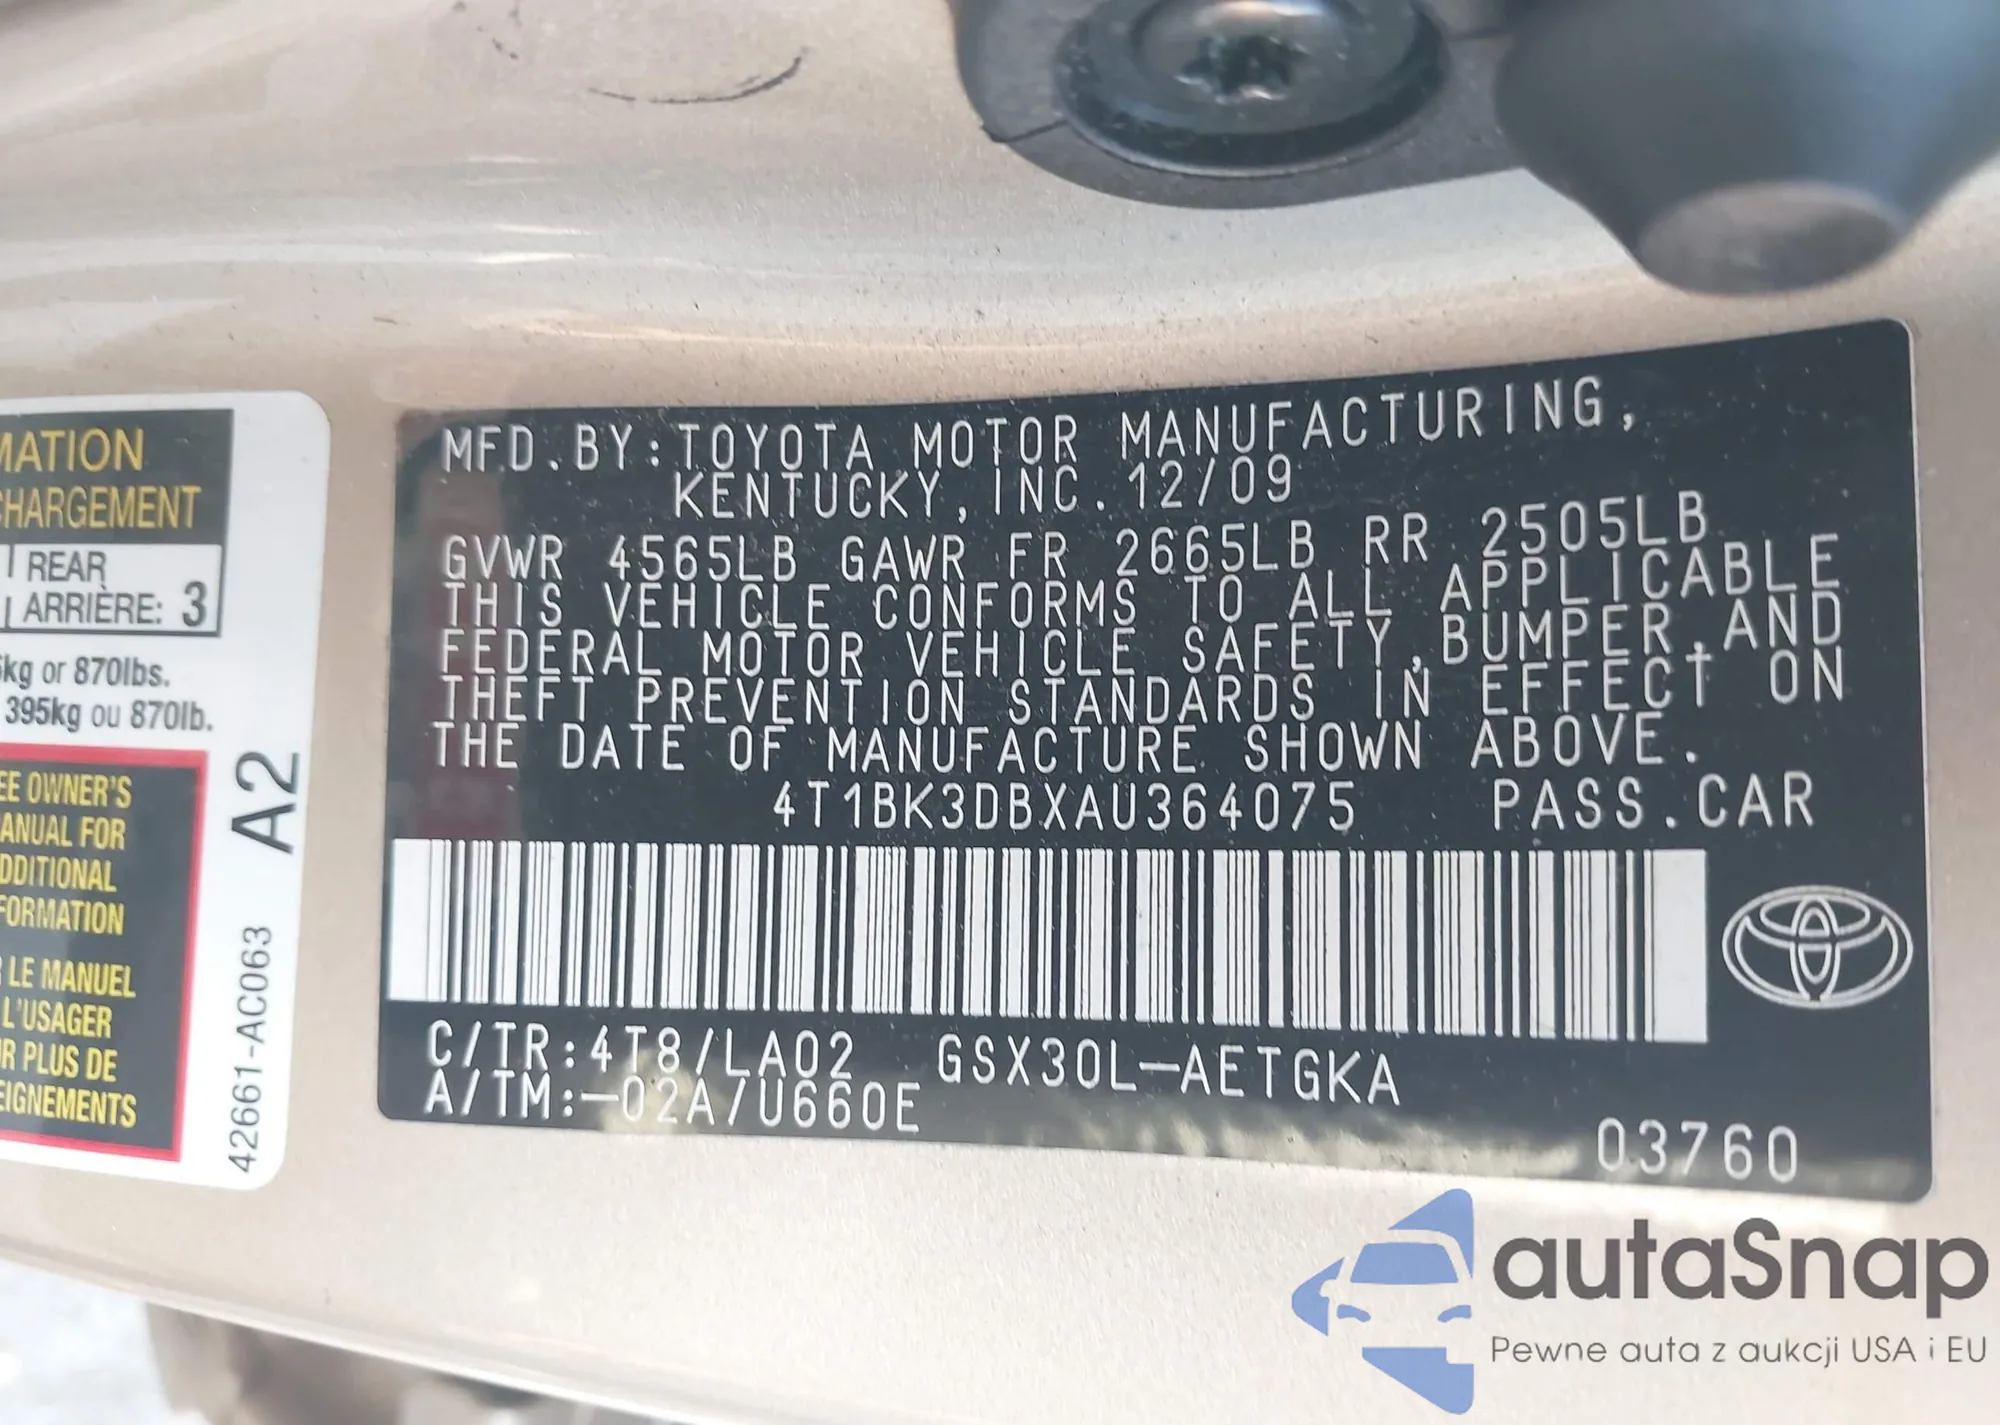 MATION
CHARGEMENT
REAR
ARRIÈRE: 3
kg or 870lbs.
395kg ou 870lb.
EE OWNER'S
ANUAL FOR
DDITIONAL
FORMATION
LE MANUEL
L'USAGER
R PLUS DE
EIGNEMENTS
42661-AC063 A2
MFD.BY:TOYOTA MOTOR MANUFACTURING,
KENTUCKY, INC. 12/09
GVWR 4565LB GAWR FR 2665LB RR 2505LB
THIS VEHICLE CONFORMS TO ALL APPLICABLE
FEDERAL MOTOR VEHICLE SAFETY,BUMPER,AND
THEFT PREVENTION STANDARDS IN EFFECT ON
THE DATE OF MANUFACTURE SHOWN ABOVE.
4T1BK3DBXAU364075 PASS.CAR
C/TR:4T8/LA02 GSX30L-AETGKA
A/TM:-02A/U660E
03760
autaSnap
Pewne auta z aukcji USA i EU